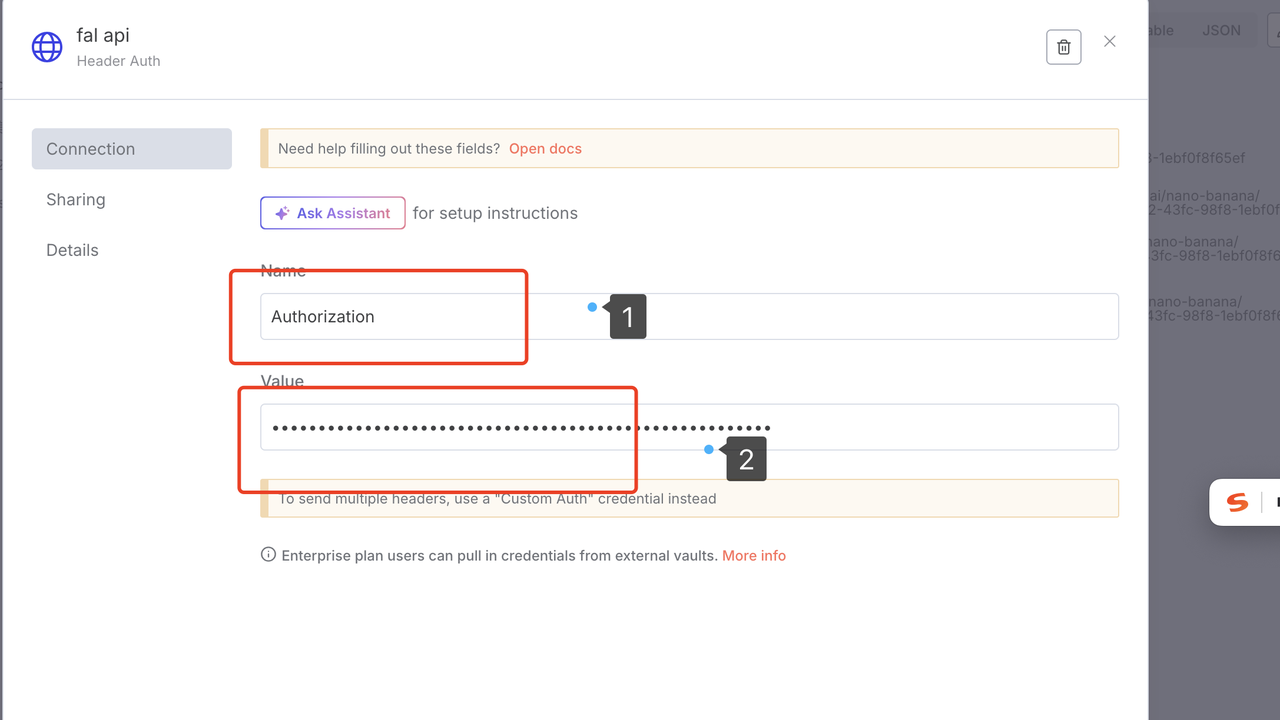 fal api
Header Auth
JSON
Connection
Sharing
Details
Need help filling out these fields? Open docs
Ask Assistant for setup instructions
Name
Authorization
1
Value
••••••••••••••••••••••••••••••••••••••••••••••••••••••
2
To send multiple headers, use a "Custom Auth" credential instead
Enterprise plan users can pull in credentials from external vaults. More info
3-1ebf0f8f65ef
ai/nano-banana/
2-43fc-98f8-1ebf0f
nano-banana/
3fc-98f8-1ebf0f8f6
nano-banana/
43fc-98f8-1ebf0f8f6